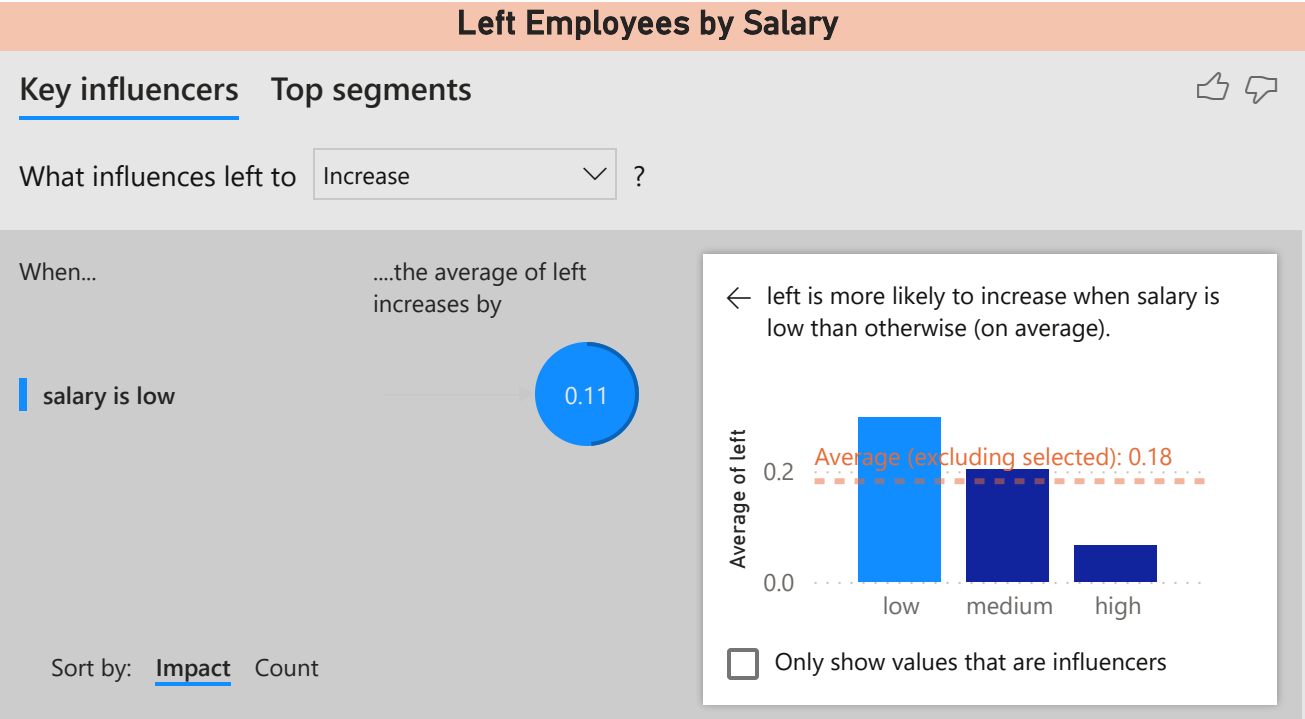 Left Employees by Salary
Key influencers Top segments
What influences left to Increase ?
When...
....the average of left
increases by
salary is low
0.11
Sort by: Impact Count
left is more likely to increase when salary is
low than otherwise (on average).
Average of left
Average (excluding selected): 0.18
0.2
0.0
low medium high
Only show values that are influencers